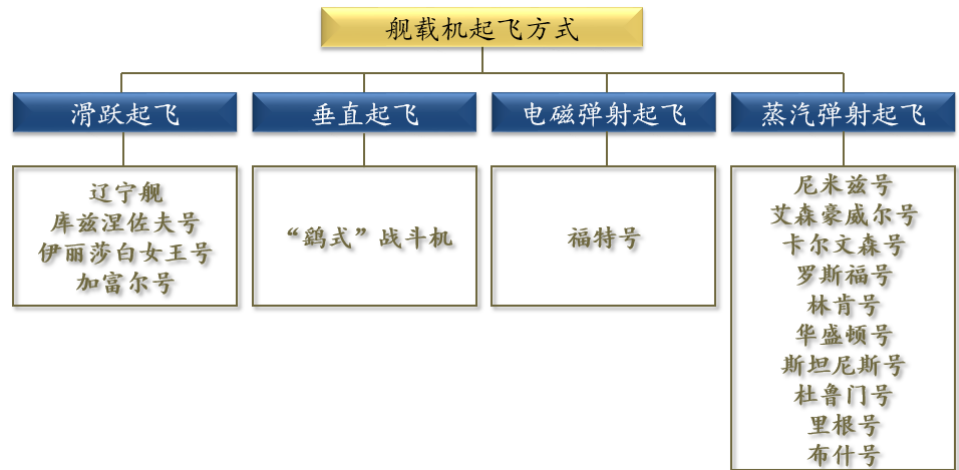 舰载机起飞方式
滑跃起飞
垂直起飞
电磁弹射起飞
蒸汽弹射起飞
辽宁舰
库兹涅佐夫号
伊丽莎白女王号
加富尔号
“鹞式”战斗机
福特号
尼米兹号
艾森豪威尔号
卡尔文森号
罗斯福号
林肯号
华盛顿号
斯坦尼斯号
杜鲁门号
里根号
布什号